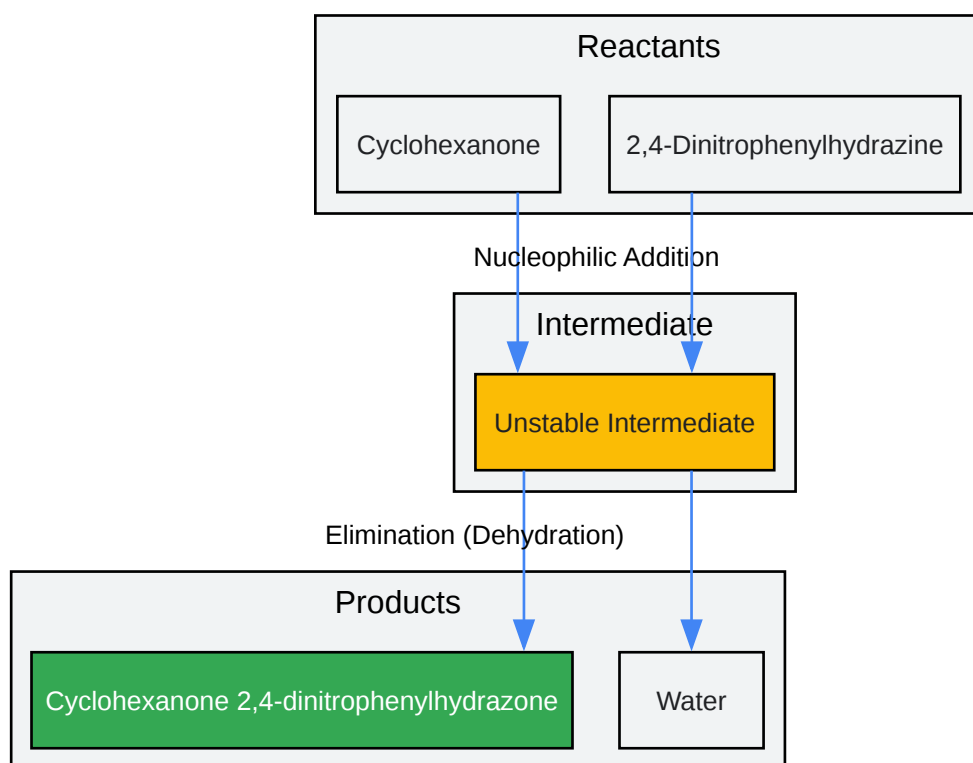 Reactants
Cyclohexanone
2,4-Dinitrophenylhydrazine
Nucleophilic Addition
Intermediate
Unstable Intermediate
Elimination (Dehydration)
Products
Cyclohexanone 2,4-dinitrophenylhydrazone
Water